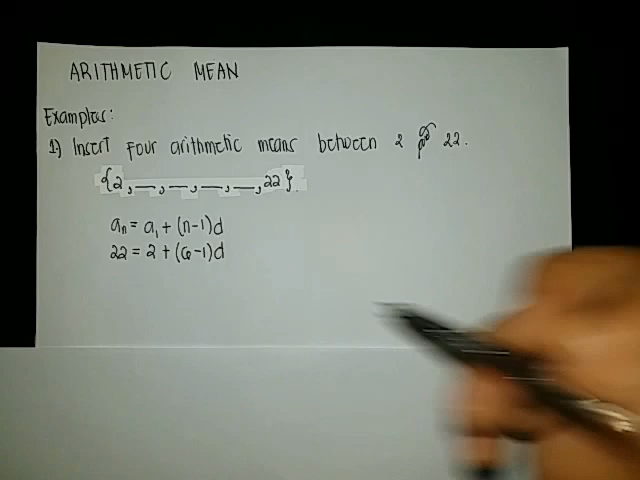 ARITHMETIC MEAN
Examples:
1.) Insert four arithmetic means between 2 & 22.
{2, __, __, __, __, 22}.
aₙ = a₁ + (n-1)d
22 = 2 + (6-1)d